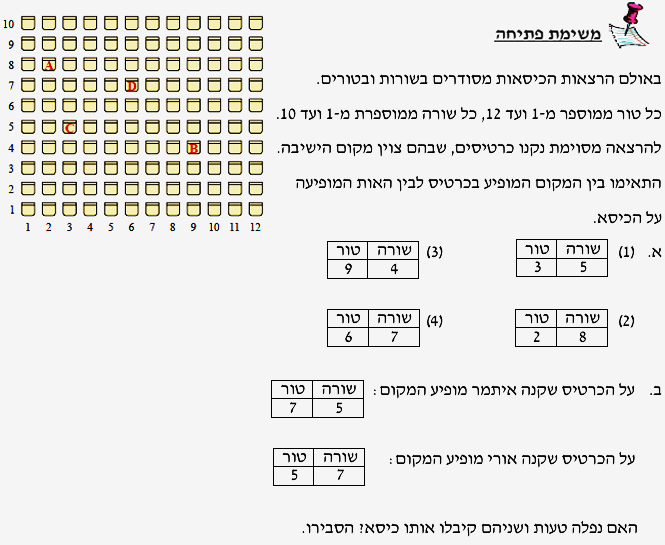 משימת פתיחה
באולם הרצאות הכיסאות מסודרים בשורות ובטורים.
כל טור ממוספר מ-1 ועד 12, כל שורה ממוספרת מ-1 ועד 10.
להרצאה מסוימת נקנו כרטיסים, שבהם צוין מקום הישיבה.
התאימו בין המקום המופיע בכרטיס לבין האות המופיעה
על הכיסא.
10
9
8 A
7 D
6
5 C
4 B
3
2
1
1 2 3 4 5 6 7 8 9 10 11 12
א. (1) שורה טור (3) שורה טור
5 3 4 9
(2) שורה טור (4) שורה טור
8 2 7 6
ב. על הכרטיס שקנה איתמר מופיע המקום: שורה טור
5 7
על הכרטיס שקנה אורי מופיע המקום: שורה טור
7 5
האם נפלה טעות ושניהם קיבלו אותו כיסא? הסבירו.